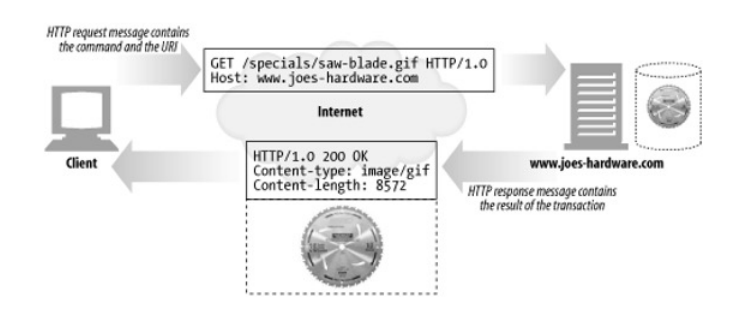 HTTP request message contains
the command and the URI
GET /specials/saw-blade.gif HTTP/1.0
Host: www.joes-hardware.com
Internet
Client
www.joes-hardware.com
HTTP/1.0 200 OK
Content-type: image/gif
Content-length: 8572
HTTP response message contains
the result of the transaction